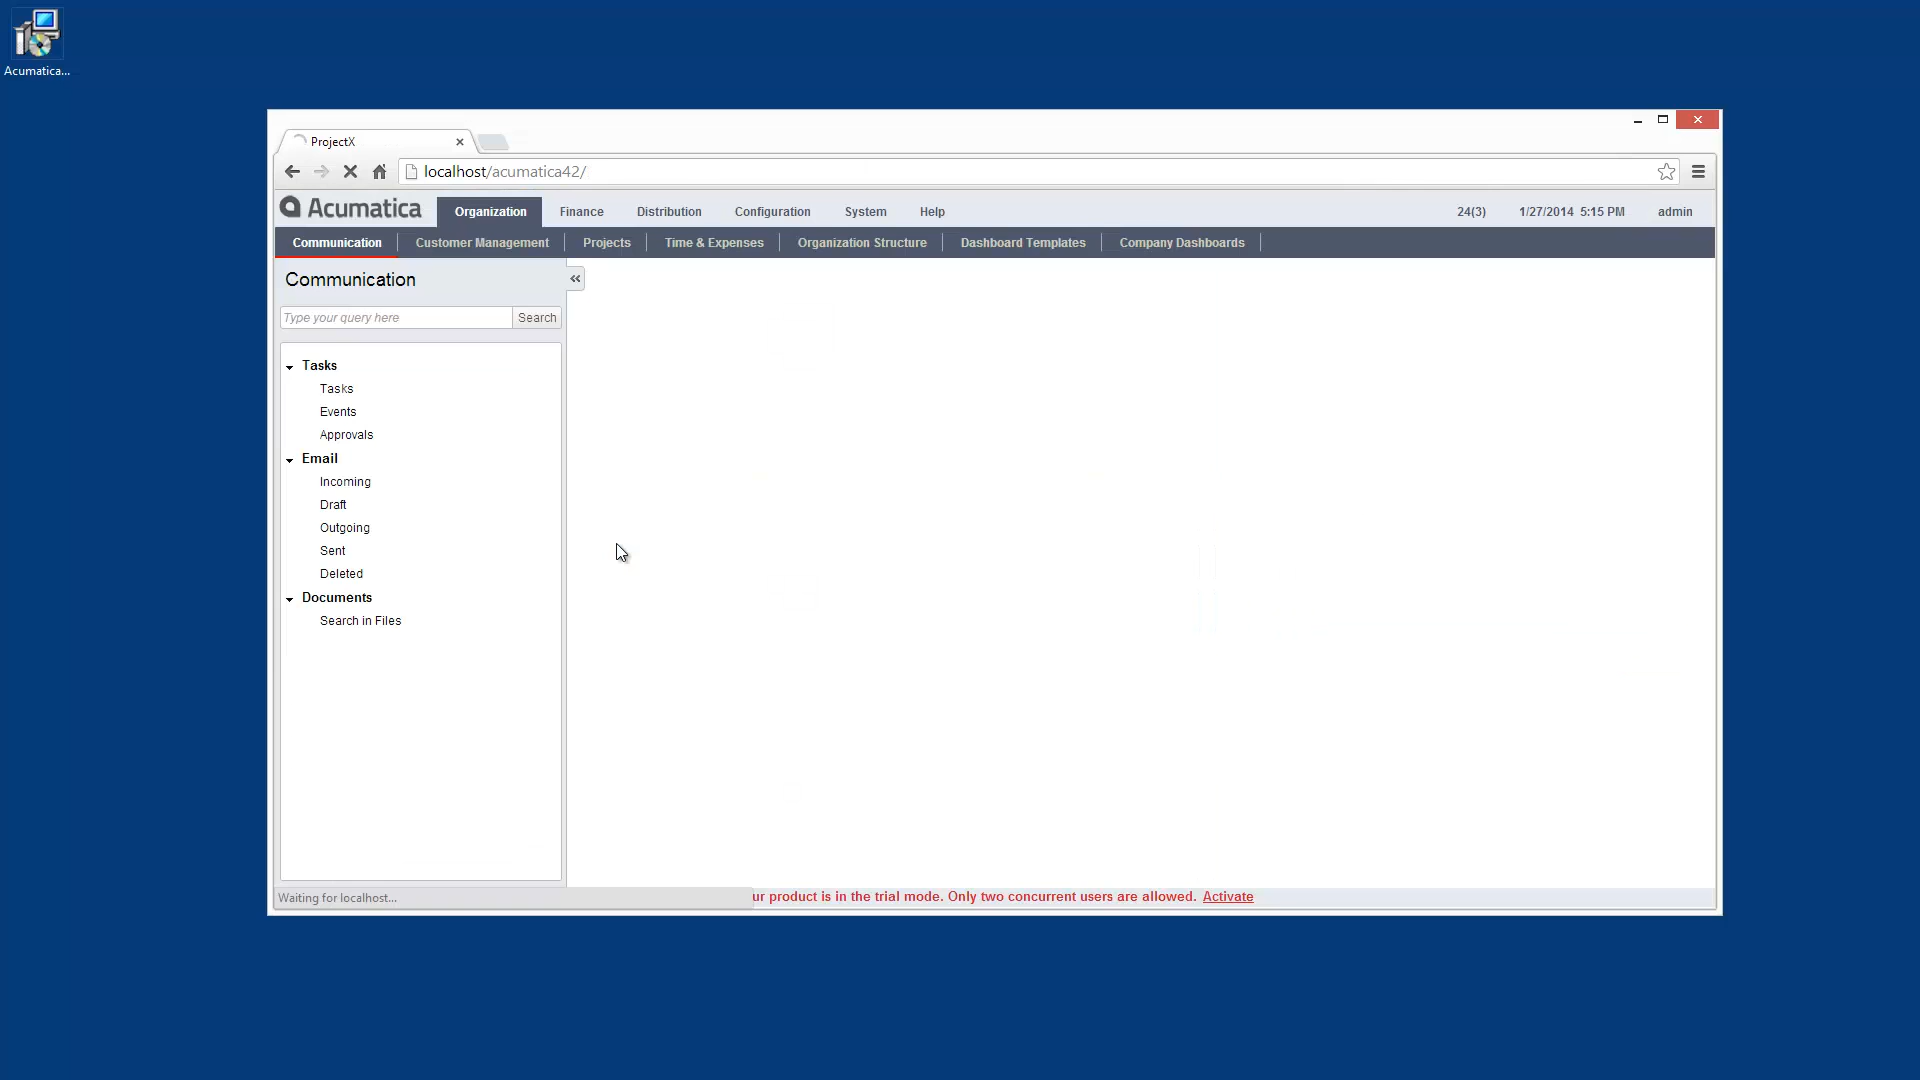 Acumatica...
ProjectX
localhost/acumatica42/
Acumatica Organization Finance Distribution Configuration System Help 24(3) 1/27/2014 5:15 PM admin
Communication Customer Management Projects Time & Expenses Organization Structure Dashboard Templates Company Dashboards
Communication
Type your query here Search
Tasks
Tasks
Events
Approvals
Email
Incoming
Draft
Outgoing
Sent
Deleted
Documents
Search in Files
Waiting for localhost... ur product is in the trial mode. Only two concurrent users are allowed. Activate